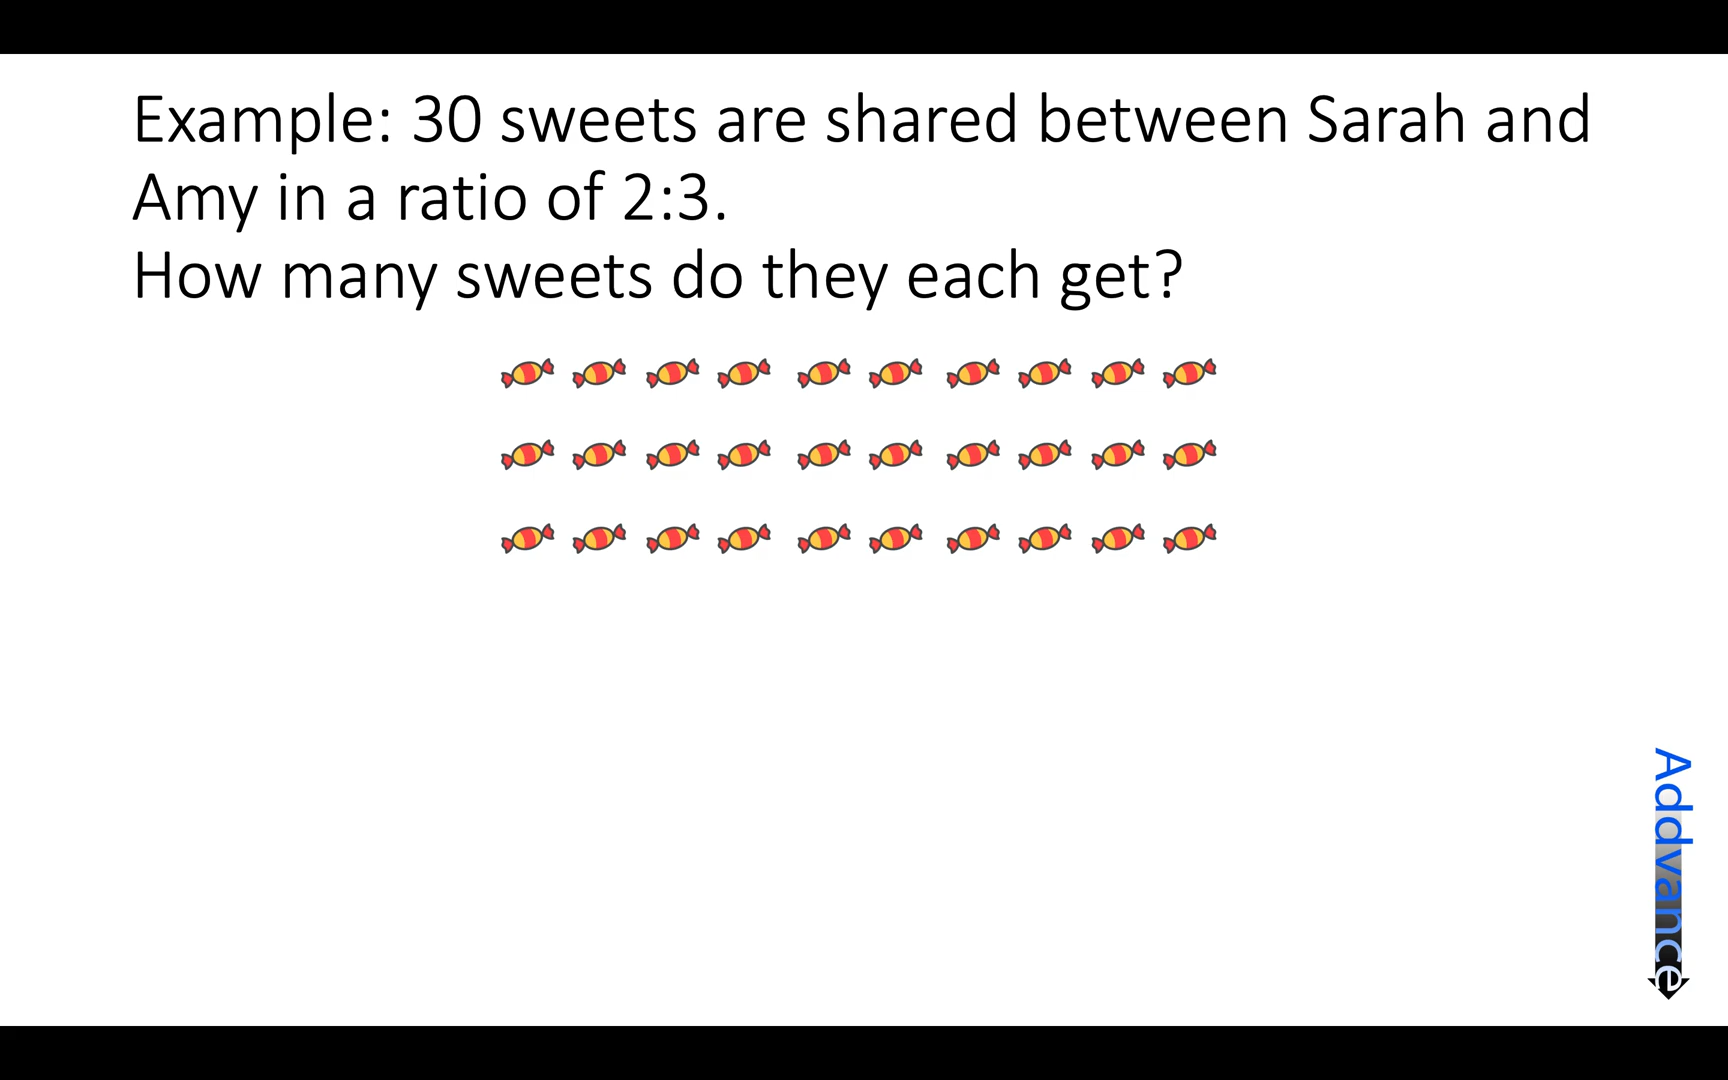 Example: 30 sweets are shared between Sarah and
Amy in a ratio of 2:3.
How many sweets do they each get?
Addvance